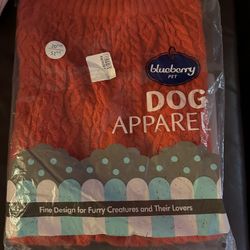 blueberry
PET
DOG
APPAREL
Fine Design for Furry Creatures and Their Lovers